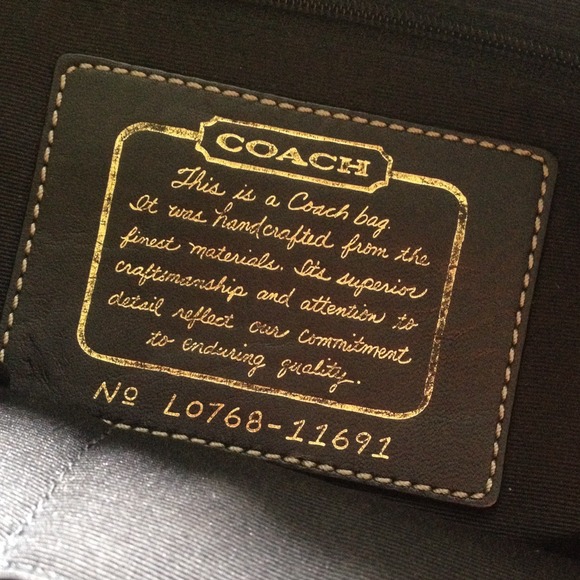 COACH
This is a Coach bag.
It was handcrafted from the
finest materials. Its superior
craftsmanship and attention to
detail reflect our commitment
to enduring quality.
No L0768-11691